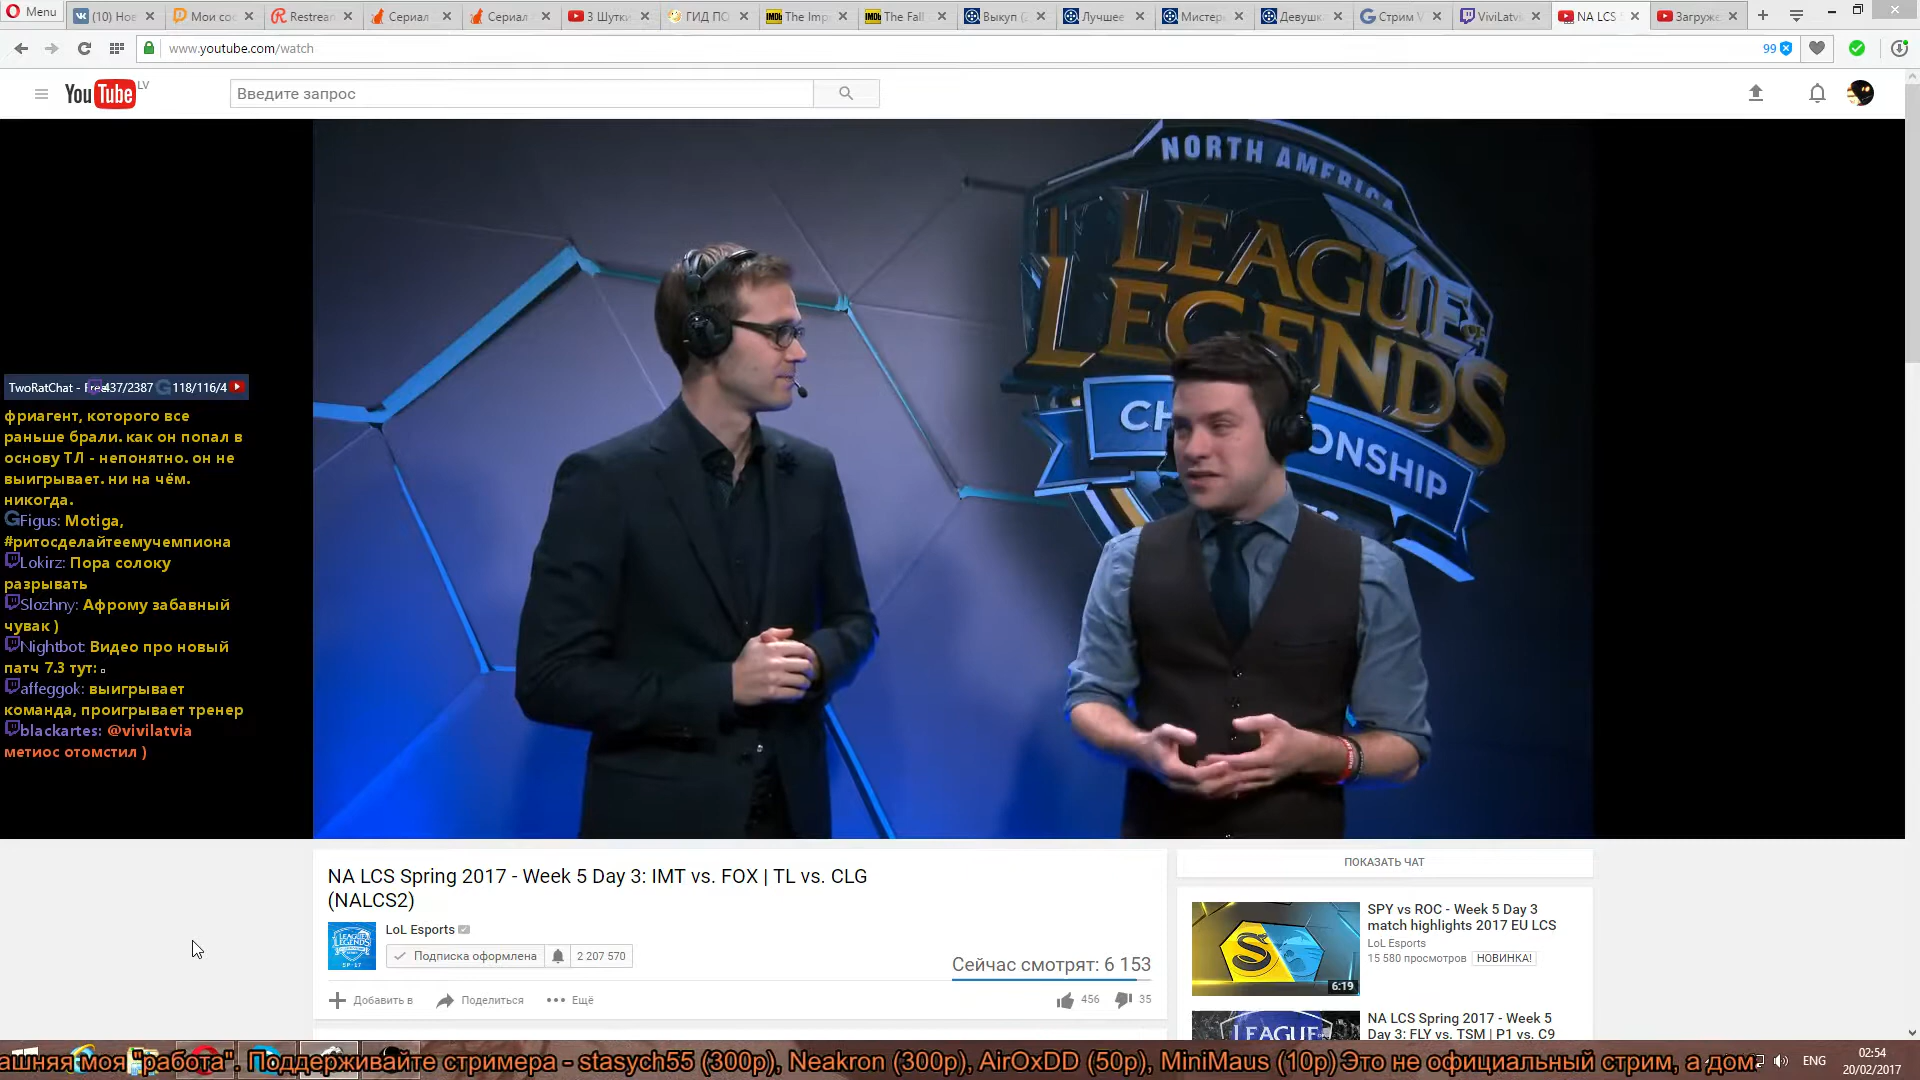 Menu
(10) Нов
Мои соо
Restrean
Сериал
Сериал
3 Шутки
ГИД ПО
The Imp
The Fall
Выкуп (2
Лучшее
Мистер
Девушк
Стрим V
ViviLatvi
NA LCS
Загруже
www.youtube.com/watch
99
YouTube LV
Введите запрос
NORTH AMERICA
LEAGUE OF
LEGENDS
TwoRatChat - 437/2387 118/116/4
фриагент, которого все
раньше брали. как он попал в
основу ТЛ - непонятно. он не
выигрывает. ни на чём.
никогда.
Figus: Motiga,
#ритосделайтеемучемпиона
Lokirz: Пора солоку
разрывать
Slozhny: Афрому забавный
чувак )
Nightbot: Видео про новый
патч 7.3 тут:
affeggok: выигрывает
команда, проигрывает тренер
blackartes: @vivilatvia
метиос отомстил )
NA LCS Spring 2017 - Week 5 Day 3: IMT vs. FOX | TL vs. CLG
(NALCS2)
LoL Esports
Подписка оформлена 2 207 570
Сейчас смотрят: 6 153
Добавить в Поделиться Ещё 456 35
ПОКАЗАТЬ ЧАТ
SPY vs ROC - Week 5 Day 3
match highlights 2017 EU LCS
LoL Esports
15 580 просмотров НОВИНКА!
6:19
NA LCS Spring 2017 - Week
5 Day 3: FLY vs. TSM | P1 vs. C9
LEAGUE
ашняя моя "работа". Поддерживайте стримера - stasych55 (300р), Neakron (300р), AirOxDD (50р), MiniMaus (10р) Это не официальный стрим, а дом
ENG
02:54
20/02/2017